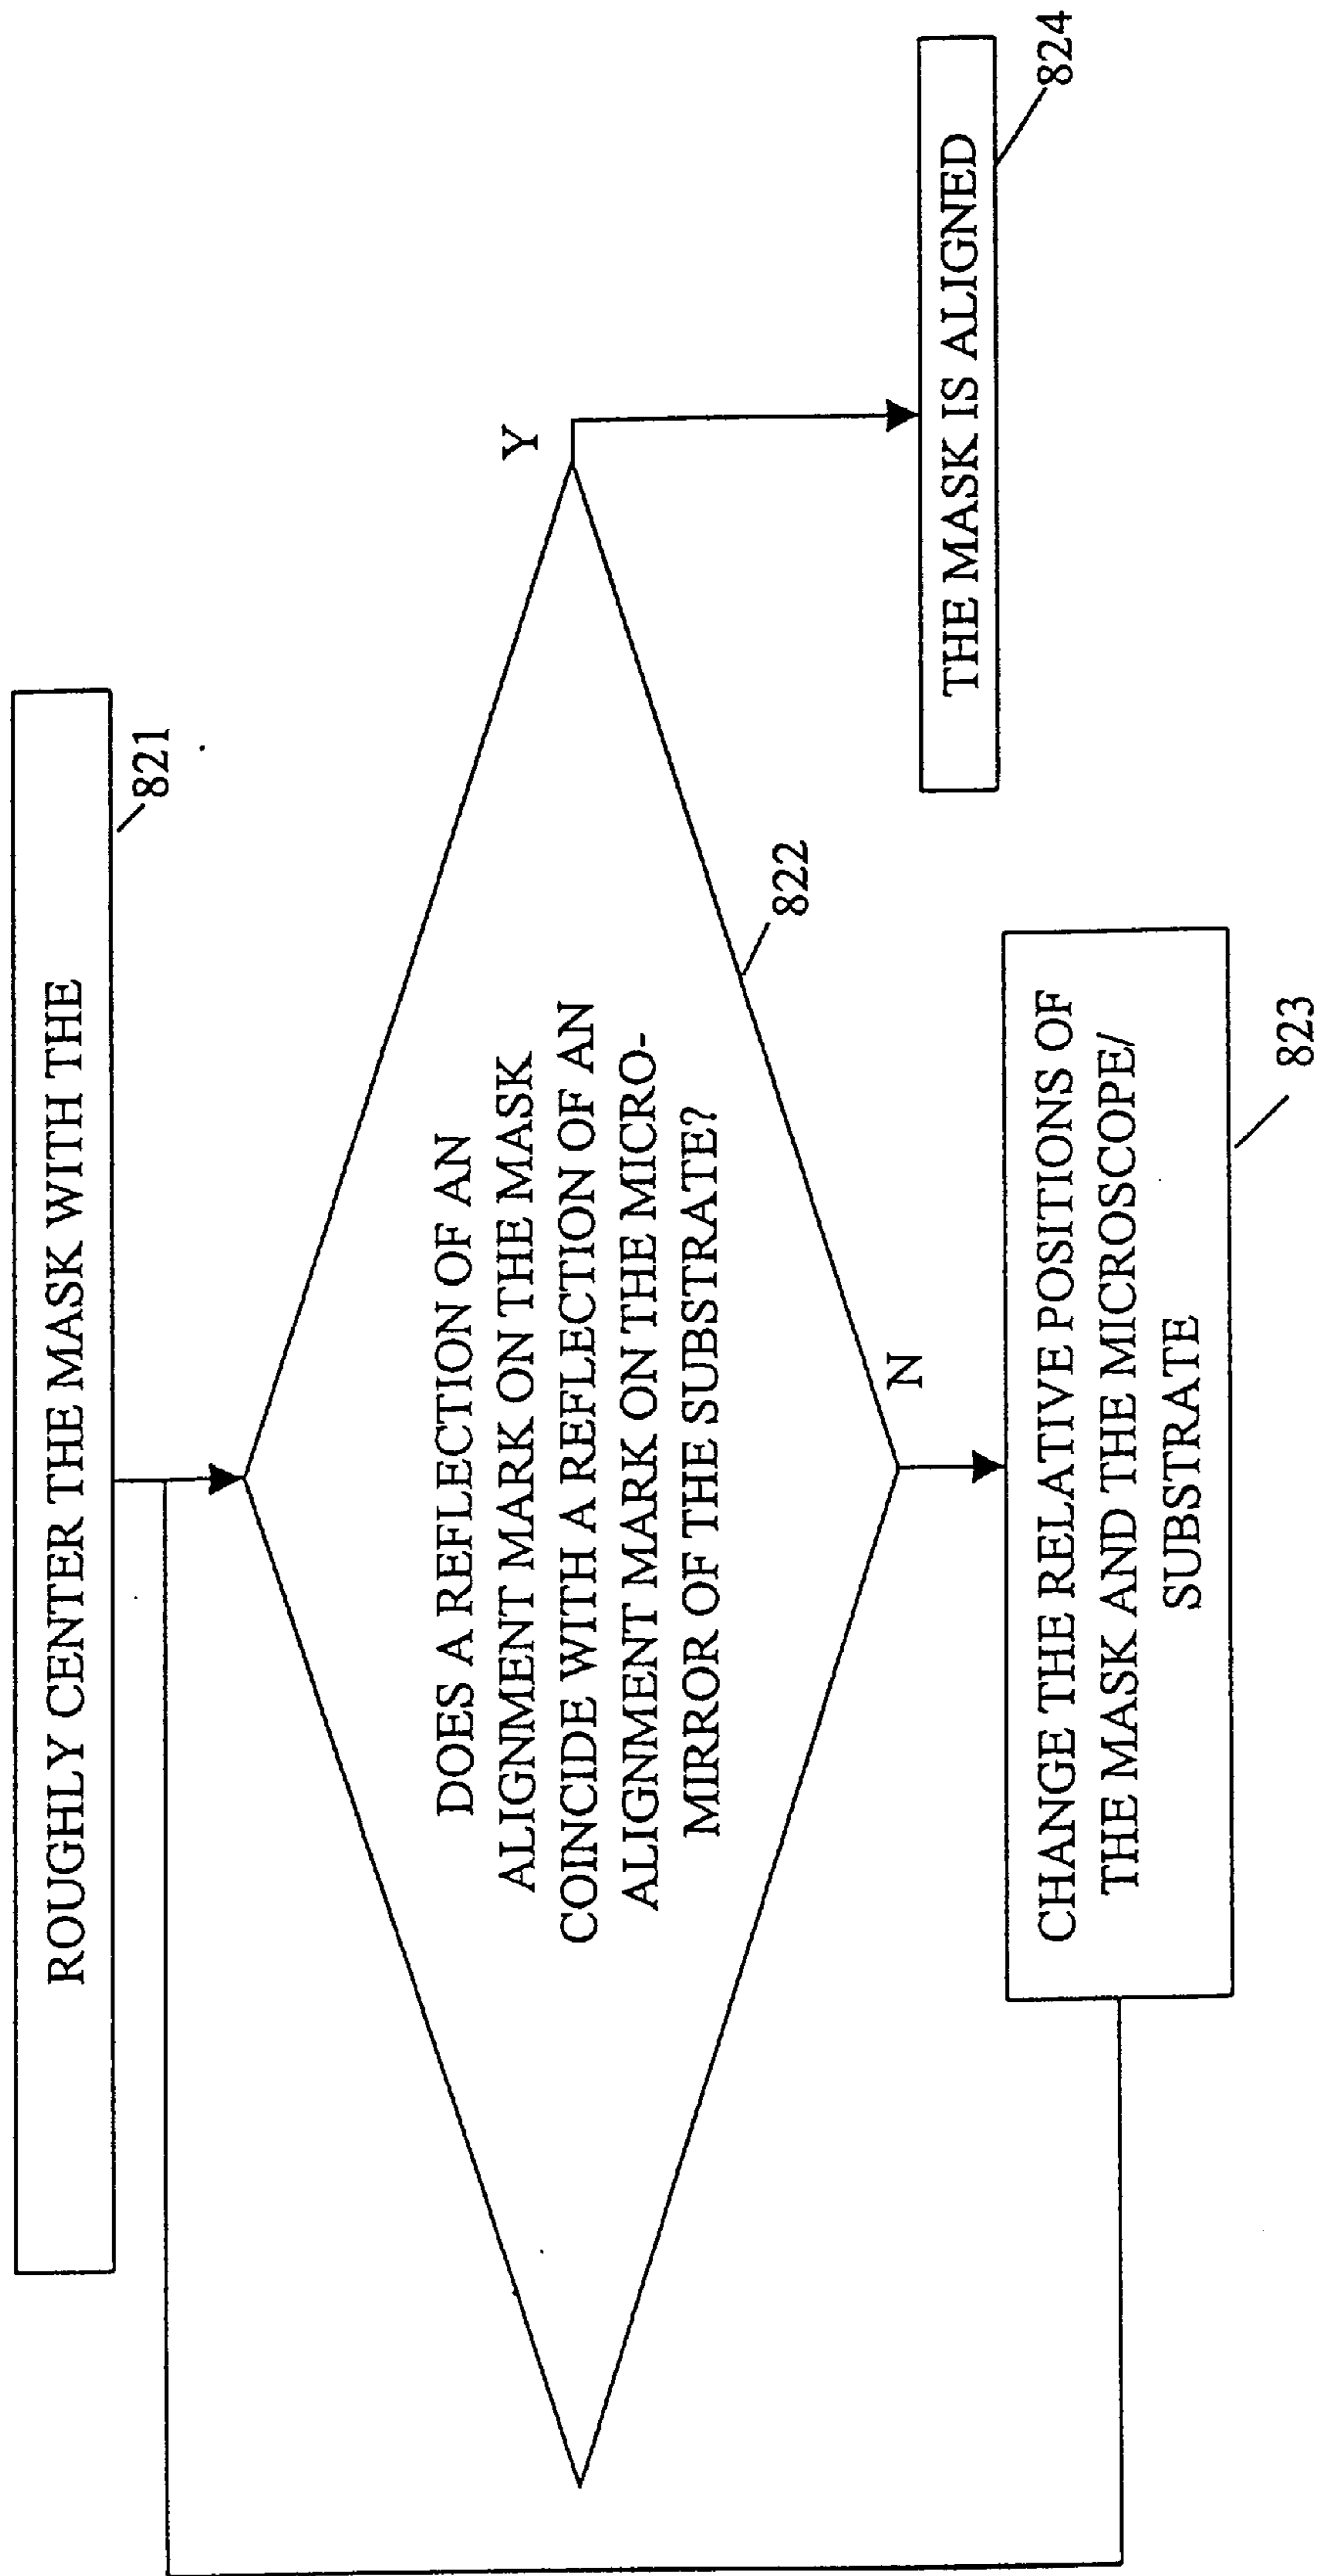 ROUGHLY CENTER THE MASK WITH THE
821
DOES A REFLECTION OF AN
ALIGNMENT MARK ON THE MASK
COINCIDE WITH A REFLECTION OF AN
ALIGNMENT MARK ON THE MICRO-
MIRROR OF THE SUBSTRATE?
822
Y
N
CHANGE THE RELATIVE POSITIONS OF
THE MASK AND THE MICROSCOPE/
SUBSTRATE
823
THE MASK IS ALIGNED
824